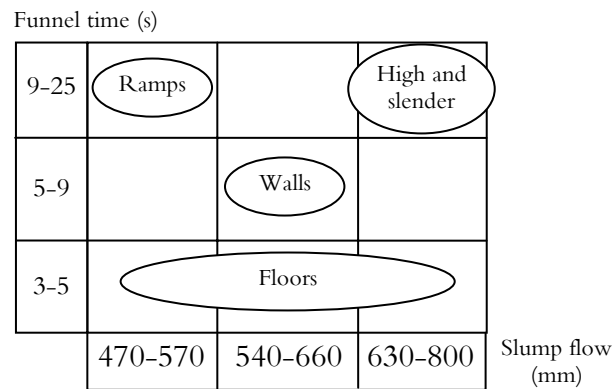 Funnel time (s)
9-25
Ramps
High and
slender
5-9
Walls
3-5
Floors
470-570
540-660
630-800
Slump flow
(mm)